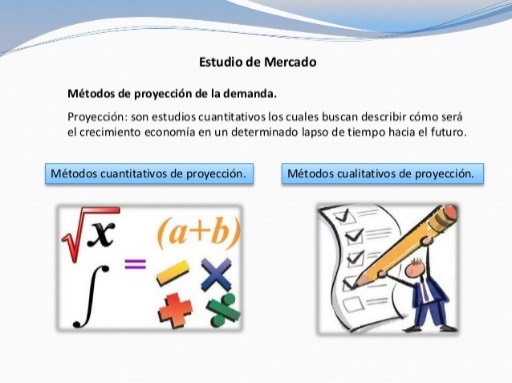 Estudio de Mercado
Métodos de proyección de la demanda.
Proyección: son estudios cuantitativos los cuales buscan describir cómo será
el crecimiento economía en un determinado lapso de tiempo hacia el futuro.
Métodos cuantitativos de proyección.
Métodos cualitativos de proyección.
√x (a+b)
∫ = − × + ÷